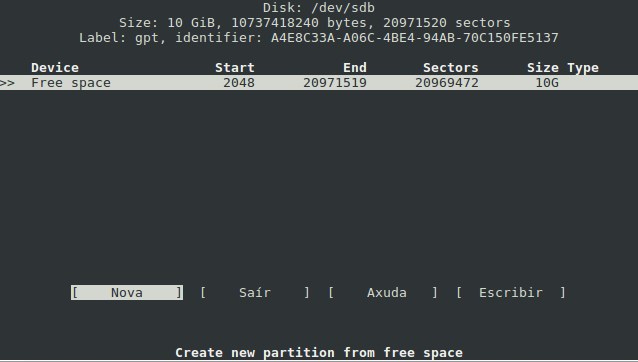 Disk: /dev/sdb
Size: 10 GiB, 10737418240 bytes, 20971520 sectors
Label: gpt, identifier: A4E8C33A-A06C-4BE4-94AB-70C150FE5137
Device Start End Sectors Size Type
>> Free space 2048 20971519 20969472 10G
[ Nova ] [ Saír ] [ Axuda ] [ Escribir ]
Create new partition from free space